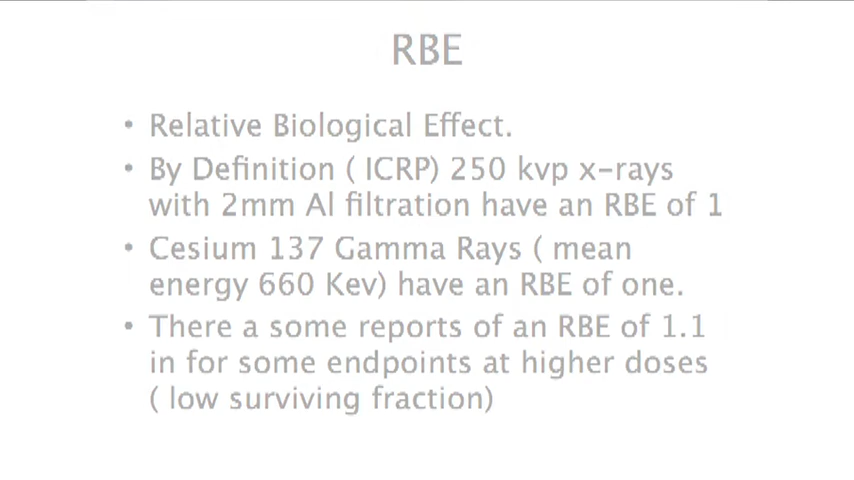 RBE
• Relative Biological Effect.
• By Definition ( ICRP) 250 kvp x-rays
with 2mm Al filtration have an RBE of 1
• Cesium 137 Gamma Rays ( mean
energy 660 Kev) have an RBE of one.
• There a some reports of an RBE of 1.1
in for some endpoints at higher doses
( low surviving fraction)